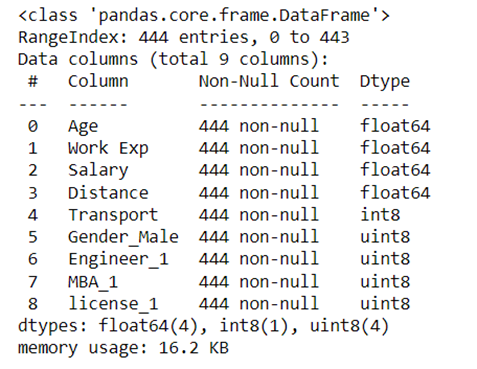 <class 'pandas.core.frame.DataFrame'>
RangeIndex: 444 entries, 0 to 443
Data columns (total 9 columns):
 #   Column       Non-Null Count  Dtype
---  ------       --------------  -----
 0   Age          444 non-null    float64
 1   Work Exp     444 non-null    float64
 2   Salary       444 non-null    float64
 3   Distance     444 non-null    float64
 4   Transport    444 non-null    int8
 5   Gender_Male  444 non-null    uint8
 6   Engineer_1   444 non-null    uint8
 7   MBA_1        444 non-null    uint8
 8   license_1    444 non-null    uint8
dtypes: float64(4), int8(1), uint8(4)
memory usage: 16.2 KB